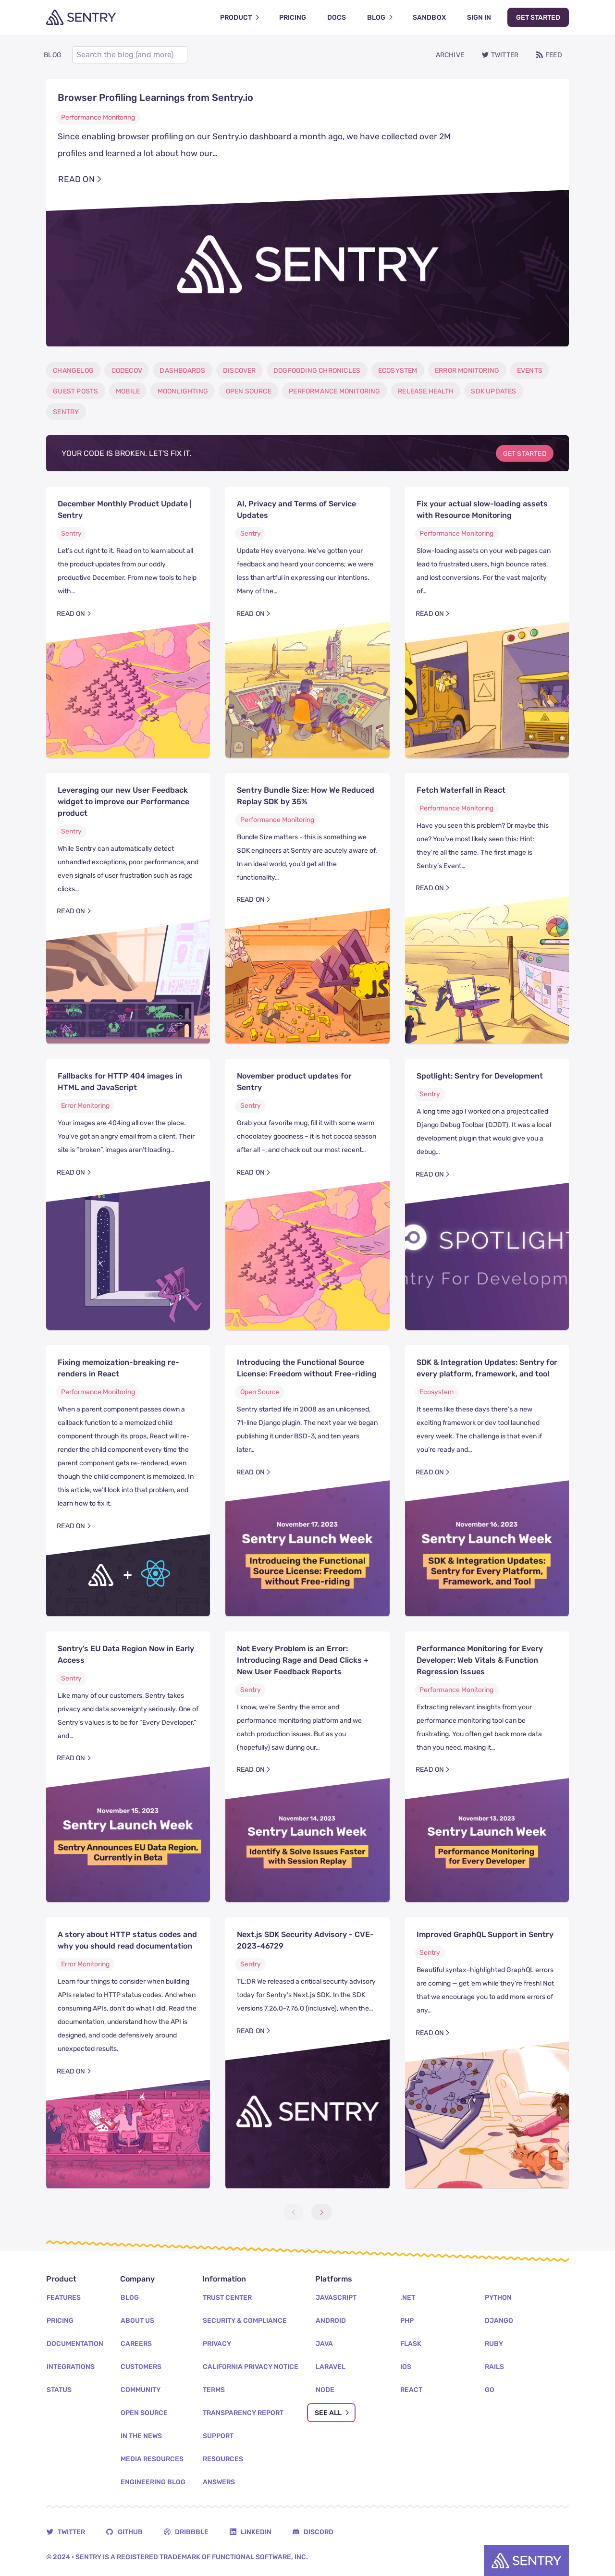 SENTRY
PRODUCT
PRICING
DOCS
BLOG
SANDBOX
SIGN IN
GET STARTED
BLOG
Search the blog (and more)
ARCHIVE
TWITTER
FEED
Browser Profiling Learnings from Sentry.io
Performance Monitoring
Since enabling browser profiling on our Sentry.io dashboard a month ago, we have collected over 2M
profiles and learned a lot about how our...
READ ON
SENTRY
CHANGELOG
CODECOV
DASHBOARDS
DISCOVER
DOGFOODING CHRONICLES
ECOSYSTEM
ERROR MONITORING
EVENTS
GUEST POSTS
MOBILE
MOONLIGHTING
OPEN SOURCE
PERFORMANCE MONITORING
RELEASE HEALTH
SDK UPDATES
SENTRY
YOUR CODE IS BROKEN. LET'S FIX IT.
GET STARTED
December Monthly Product Update |
Sentry
Sentry
Let's cut right to it. Read on to learn about all
the product updates from our oddly
productive December. From new tools to help
with...
READ ON
AI, Privacy and Terms of Service
Updates
Sentry
Update Hey everyone. We've gotten your
feedback and heard your concerns; we were
less than artful in expressing our intentions.
Many of the...
READ ON
Fix your actual slow-loading assets
with Resource Monitoring
Performance Monitoring
Slow-loading assets on your web pages can
lead to frustrated users, high bounce rates,
and lost conversions. For the vast majority
of...
READ ON
Leveraging our new User Feedback
widget to improve our Performance
product
Sentry
While Sentry can automatically detect
unhandled exceptions, poor performance, and
even signals of user frustration such as rage
clicks...
READ ON
Sentry Bundle Size: How We Reduced
Replay SDK by 35%
Performance Monitoring
Bundle Size matters - this is something we
SDK engineers at Sentry are acutely aware of.
In an ideal world, you'd get all the
functionality...
READ ON
JS
Fetch Waterfall in React
Performance Monitoring
Have you seen this problem? Or maybe this
one? You've most likely seen this: Hint:
they're all the same. The first image is
Sentry's Event...
READ ON
Fallbacks for HTTP 404 images in
HTML and JavaScript
Error Monitoring
Your images are 404ing all over the place.
You've got an angry email from a client. Their
site is "broken", images aren't loading...
READ ON
November product updates for
Sentry
Sentry
Grab your favorite mug, fill it with some warm
chocolatey goodness – it is hot cocoa season
after all –, and check out our most recent...
READ ON
Spotlight: Sentry for Development
Sentry
A long time ago I worked on a project called
Django Debug Toolbar (DJDT). It was a local
development plugin that would give you a
debug...
READ ON
SPOTLIGHT
ntry For Developm
Fixing memoization-breaking re-
renders in React
Performance Monitoring
When a parent component passes down a
callback function to a memoized child
component through its props, React will re-
render the child component every time the
parent component gets re-rendered, even
though the child component is memoized. In
this article, we'll look into that problem, and
learn how to fix it.
READ ON
+
Introducing the Functional Source
License: Freedom without Free-riding
Open Source
Sentry started life in 2008 as an unlicensed,
71-line Django plugin. The next year we began
publishing it under BSD-3, and ten years
later...
READ ON
November 17, 2023
Sentry Launch Week
Introducing the Functional
Source License: Freedom
without Free-riding
SDK & Integration Updates: Sentry for
every platform, framework, and tool
Ecosystem
It seems like these days there's a new
exciting framework or dev tool launched
every week. The challenge is that even if
you're ready and...
READ ON
November 16, 2023
Sentry Launch Week
SDK & Integration Updates:
Sentry for Every Platform,
Framework, and Tool
Sentry's EU Data Region Now in Early
Access
Sentry
Like many of our customers, Sentry takes
privacy and data sovereignty seriously. One of
Sentry's values is to be for "Every Developer,"
and...
READ ON
November 15, 2023
Sentry Launch Week
Sentry Announces EU Data Region,
Currently in Beta
Not Every Problem is an Error:
Introducing Rage and Dead Clicks +
New User Feedback Reports
Sentry
I know, we're Sentry the error and
performance monitoring platform and we
catch production issues. But as you
(hopefully) saw during our...
READ ON
November 14, 2023
Sentry Launch Week
Identify & Solve Issues Faster
with Session Replay
Performance Monitoring for Every
Developer: Web Vitals & Function
Regression Issues
Performance Monitoring
Extracting relevant insights from your
performance monitoring tool can be
frustrating. You often get back more data
than you need, making it...
READ ON
November 13, 2023
Sentry Launch Week
Performance Monitoring
for Every Developer
A story about HTTP status codes and
why you should read documentation
Error Monitoring
Learn four things to consider when building
APIs related to HTTP status codes. And when
consuming APIs, don't do what I did. Read the
documentation, understand how the API is
designed, and code defensively around
unexpected results.
READ ON
Next.js SDK Security Advisory - CVE-
2023-46729
Sentry
TL;DR We released a critical security advisory
today for Sentry's Next.js SDK. In the SDK
versions 7.26.0-7.76.0 (inclusive), when the...
READ ON
SENTRY
Improved GraphQL Support in Sentry
Sentry
Beautiful syntax-highlighted GraphQL errors
are coming — get 'em while they're fresh! Not
that we encourage you to add more errors of
any...
READ ON
Product
FEATURES
PRICING
DOCUMENTATION
INTEGRATIONS
STATUS
Company
BLOG
ABOUT US
CAREERS
CUSTOMERS
COMMUNITY
OPEN SOURCE
IN THE NEWS
MEDIA RESOURCES
ENGINEERING BLOG
Information
TRUST CENTER
SECURITY & COMPLIANCE
PRIVACY
CALIFORNIA PRIVACY NOTICE
TERMS
TRANSPARENCY REPORT
SUPPORT
RESOURCES
ANSWERS
Platforms
JAVASCRIPT
.NET
PYTHON
ANDROID
PHP
DJANGO
JAVA
FLASK
RUBY
LARAVEL
IOS
RAILS
NODE
REACT
GO
SEE ALL
TWITTER
GITHUB
DRIBBBLE
LINKEDIN
DISCORD
© 2024 • SENTRY IS A REGISTERED TRADEMARK OF FUNCTIONAL SOFTWARE, INC.
SENTRY